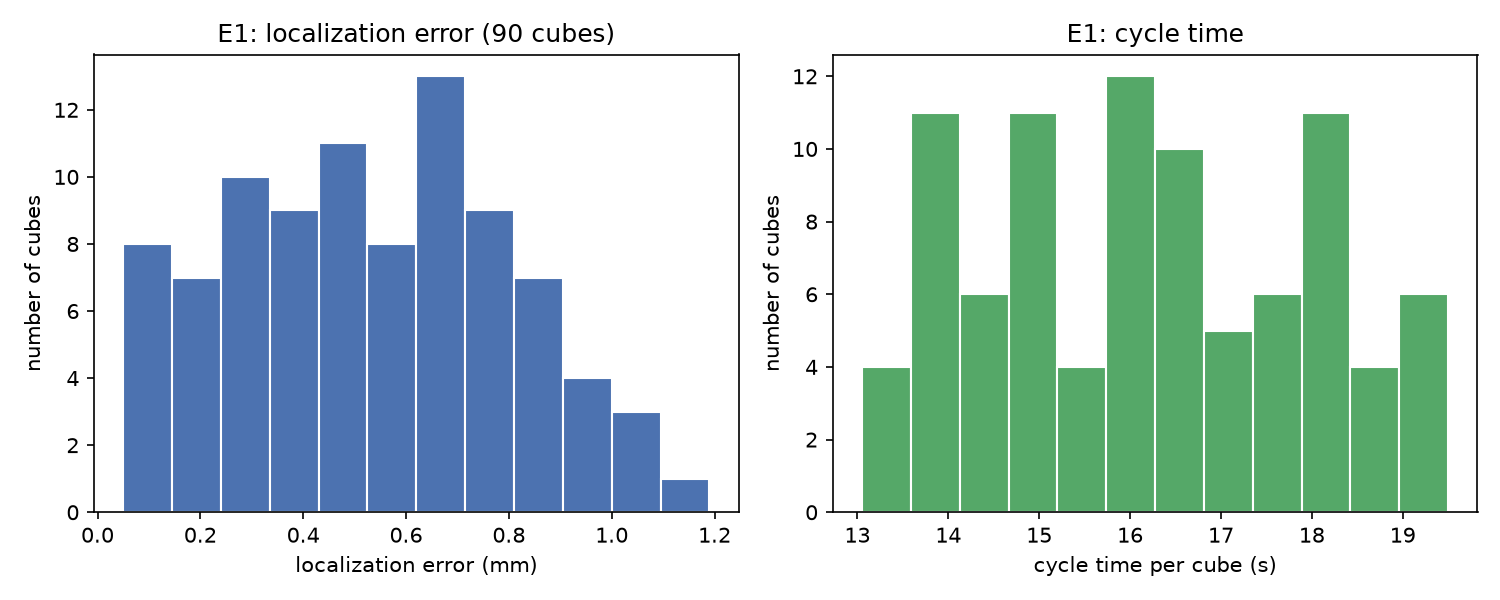 E1: localization error (90 cubes)
number of cubes
12
10
8
6
4
2
0
0.0 0.2 0.4 0.6 0.8 1.0 1.2
localization error (mm)
E1: cycle time
number of cubes
12
10
8
6
4
2
0
13 14 15 16 17 18 19
cycle time per cube (s)